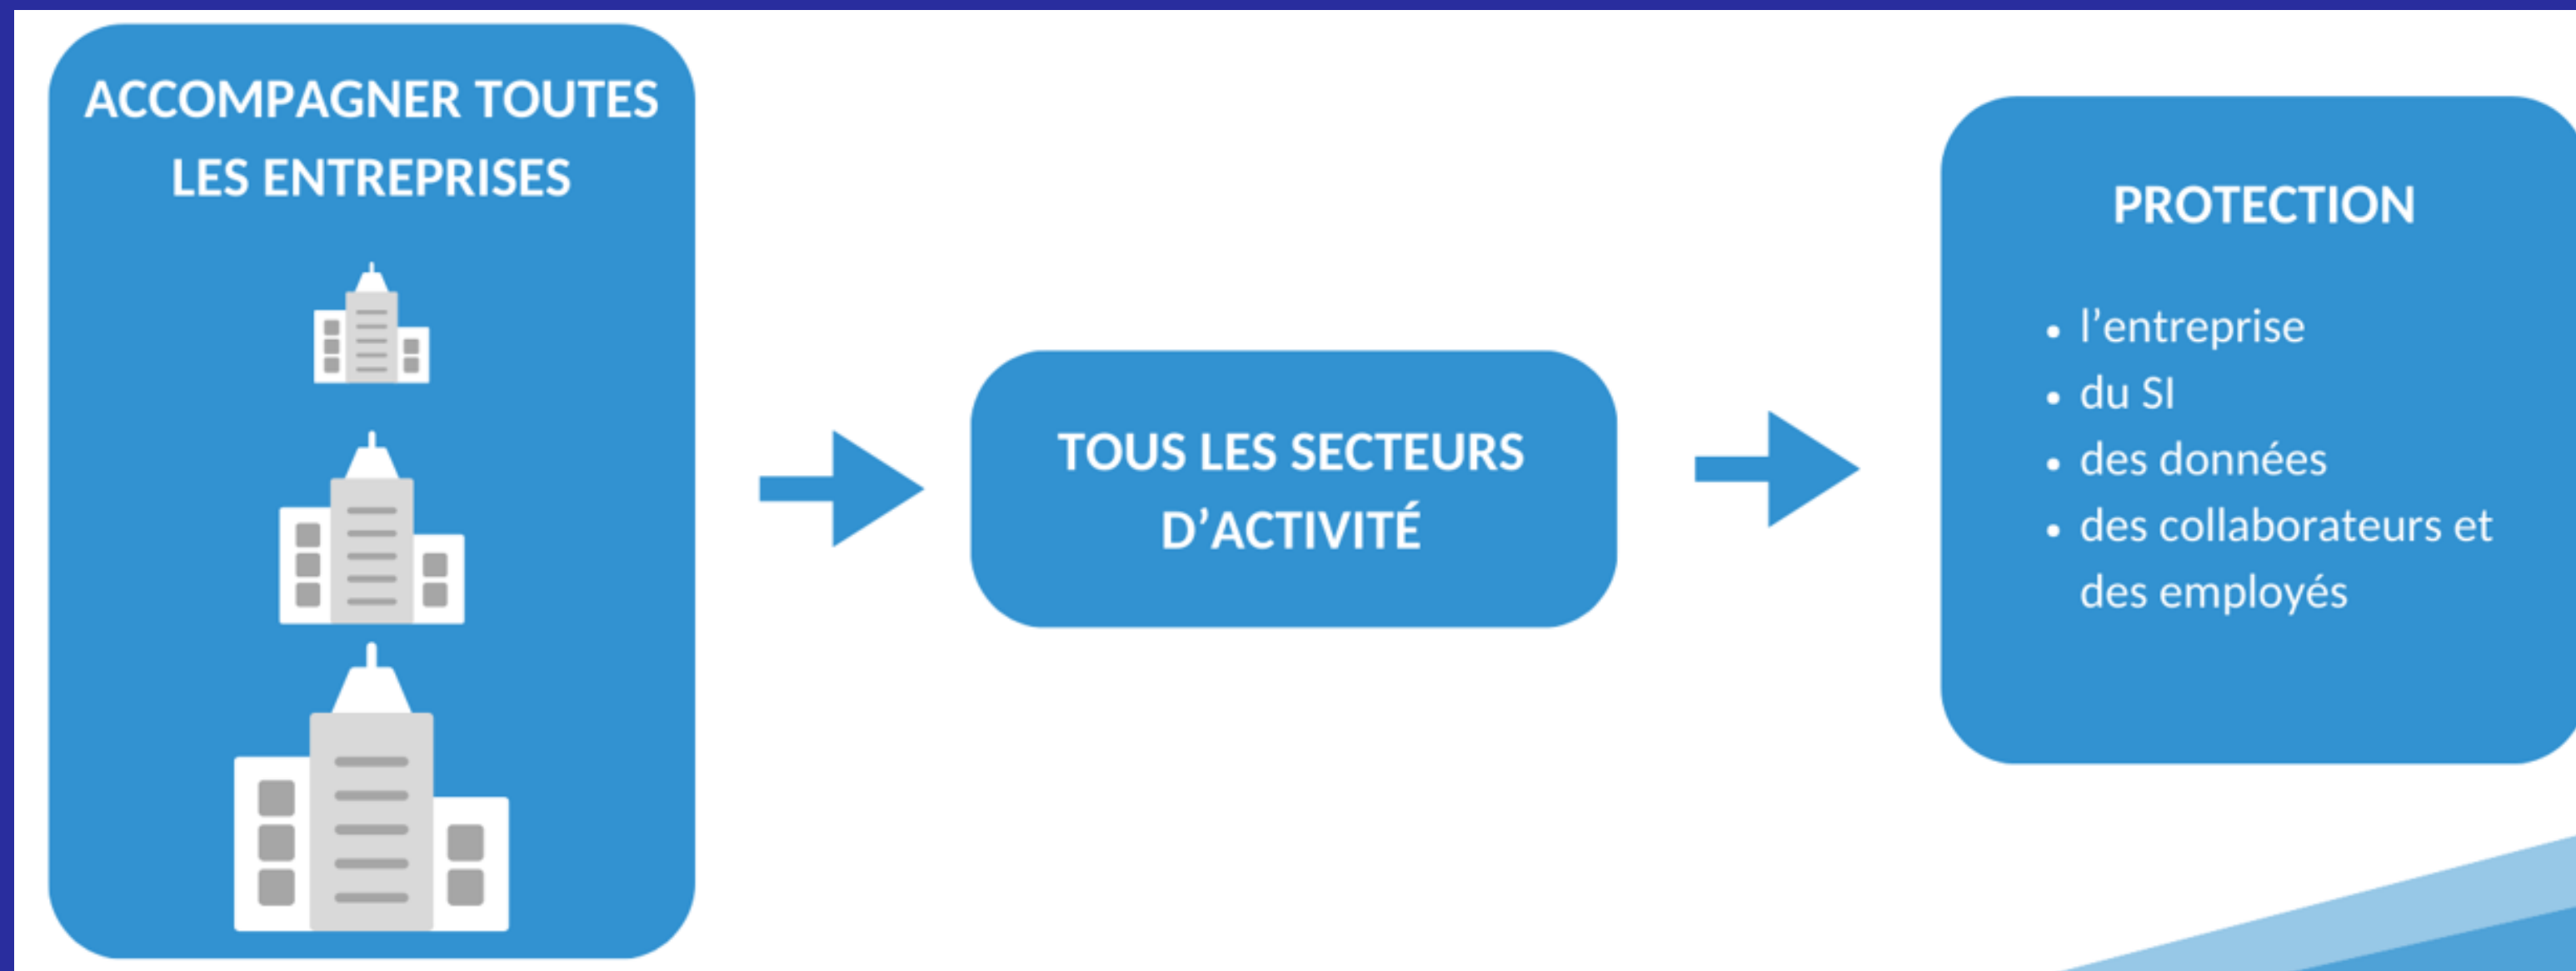 ACCOMPAGNER TOUTES
LES ENTREPRISES
TOUS LES SECTEURS
D’ACTIVITÉ
PROTECTION
• l’entreprise
• du SI
• des données
• des collaborateurs et
des employés